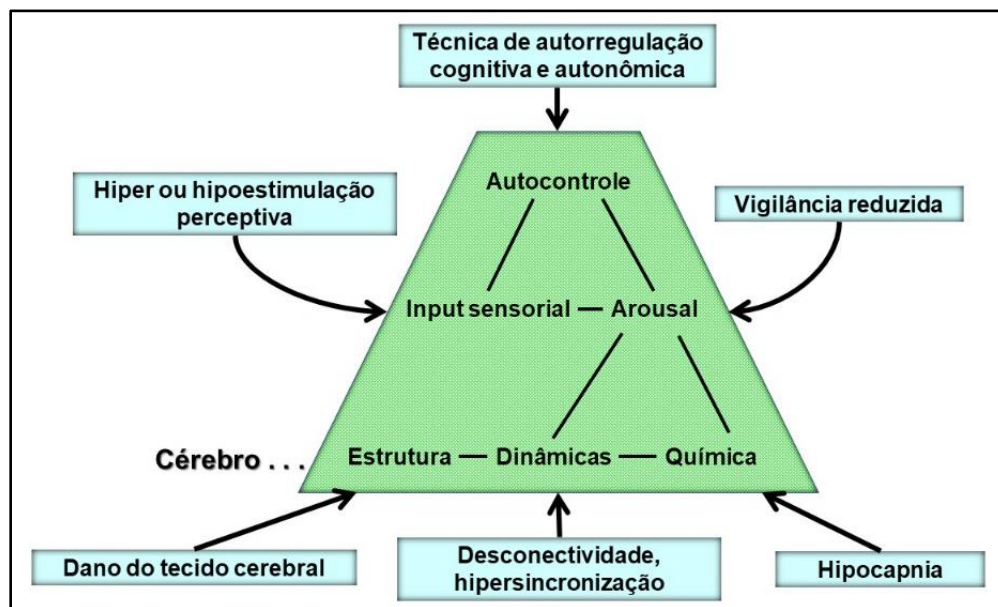 Técnica de autorregulação
cognitiva e autonômica
Hiper ou hipoestimulação
perceptiva
Vigilância reduzida
Autocontrole
Input sensorial
Arousal
Cérebro . . .
Estrutura
Dinâmicas
Química
Dano do tecido cerebral
Desconectividade,
hipersincronização
Hipocapnia